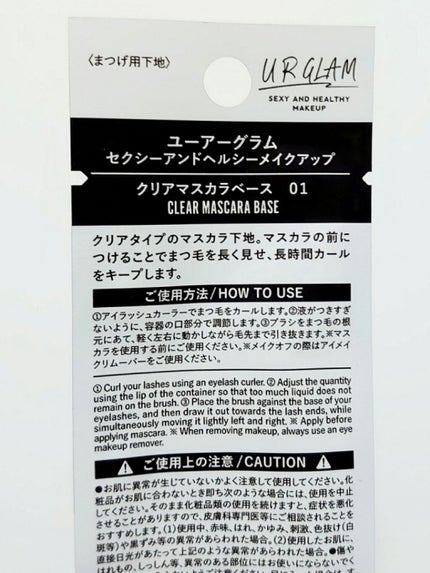 〈まつげ用下地〉
URGLAM
SEXY AND HEALTHY
MAKEUP
ユーアーグラム
セクシーアンドヘルシーメイクアップ
クリアマスカラベース 01
CLEAR MASCARA BASE
クリアタイプのマスカラ下地。マスカラの前に
つけることでまつ毛を長く見せ、長時間カール
をキープします。
ご使用方法/HOW TO USE
①アイラッシュカーラーでまつ毛をカールします。②液がつきすぎ
ないように、容器の口部分で調節します。③ブラシをまつ毛の根
元にあて、軽く左右に動かしながら毛先まで引き抜きます。※マス
カラを使用する前にご使用ください。※メイクオフの際はアイメイ
クリムーバーをご使用ください。
① Curl your lashes using an eyelash curler. ② Adjust the quantity
using the lip of the container so that too much liquid does not
remain on the brush. ③ Place the brush against the base of your
eyelashes, and then draw it out towards the lash ends, while
simultaneously moving it lightly left and right. ※ Apply before
applying mascara. ※ When removing makeup, always use an eye
makeup remover.
ご使用上の注意/CAUTION
●お肌に異常が生じていないかよく注意して使用してください。化
粧品がお肌に合わないとき即ち次のような場合には、使用を中止
してください。そのまま化粧品類の使用を続けますと、症状を悪化
させることがありますので、皮膚科専門医等にご相談されることを
おすすめします。(1)使用中、赤味、はれ、かゆみ、刺激、色抜け(白
斑等)や黒ずみ等の異常があらわれた場合。(2)使用したお肌に、
直接日光があたって上記のような異常があらわれた場合。●傷や
はれもの、しっしん等、異常のある部位にはお使いにならないでく